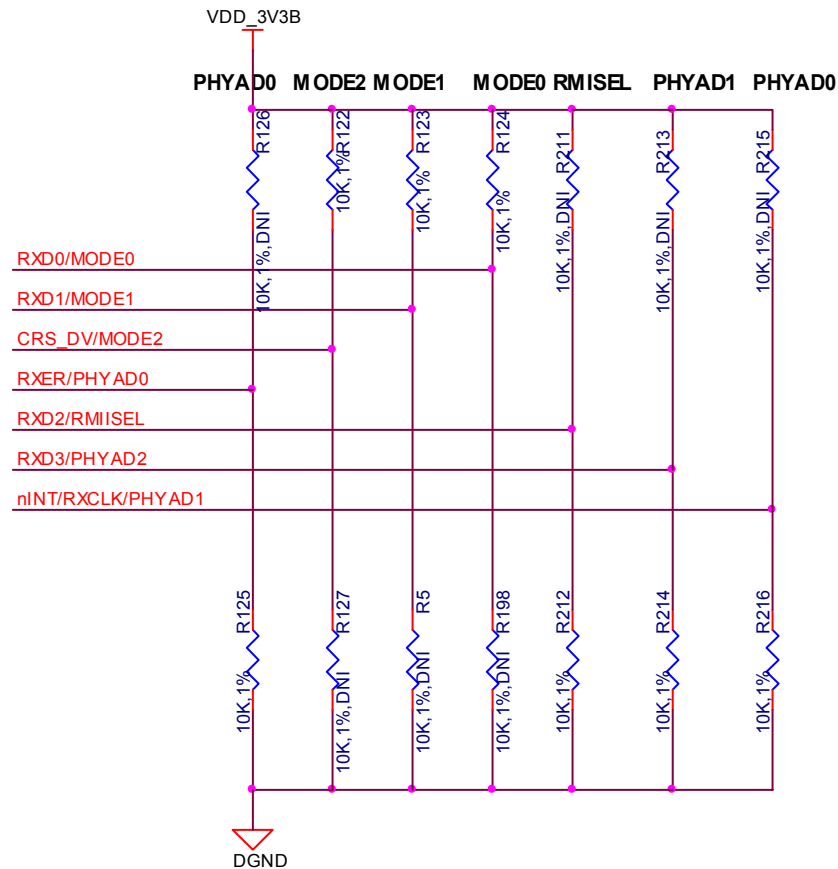 VDD_3V3B
PHYAD0 MODE2 MODE1 MODE0 RMISEL PHYAD1 PHYAD0
R126
10K,1%,DNI
R122
10K,1%
R123
10K,1%
R124
10K,1%
R211
10K,1%,DNI
R213
10K,1%,DNI
R215
10K,1%,DNI
RXD0/MODE0
RXD1/MODE1
CRS_DV/MODE2
RXER/PHYAD0
RXD2/RMIISEL
RXD3/PHYAD2
nINT/RXCLK/PHYAD1
R125
10K,1%
R127
10K,1%,DNI
R5
10K,1%,DNI
R198
10K,1%,DNI
R212
10K,1%
R214
10K,1%
R216
10K,1%
DGND